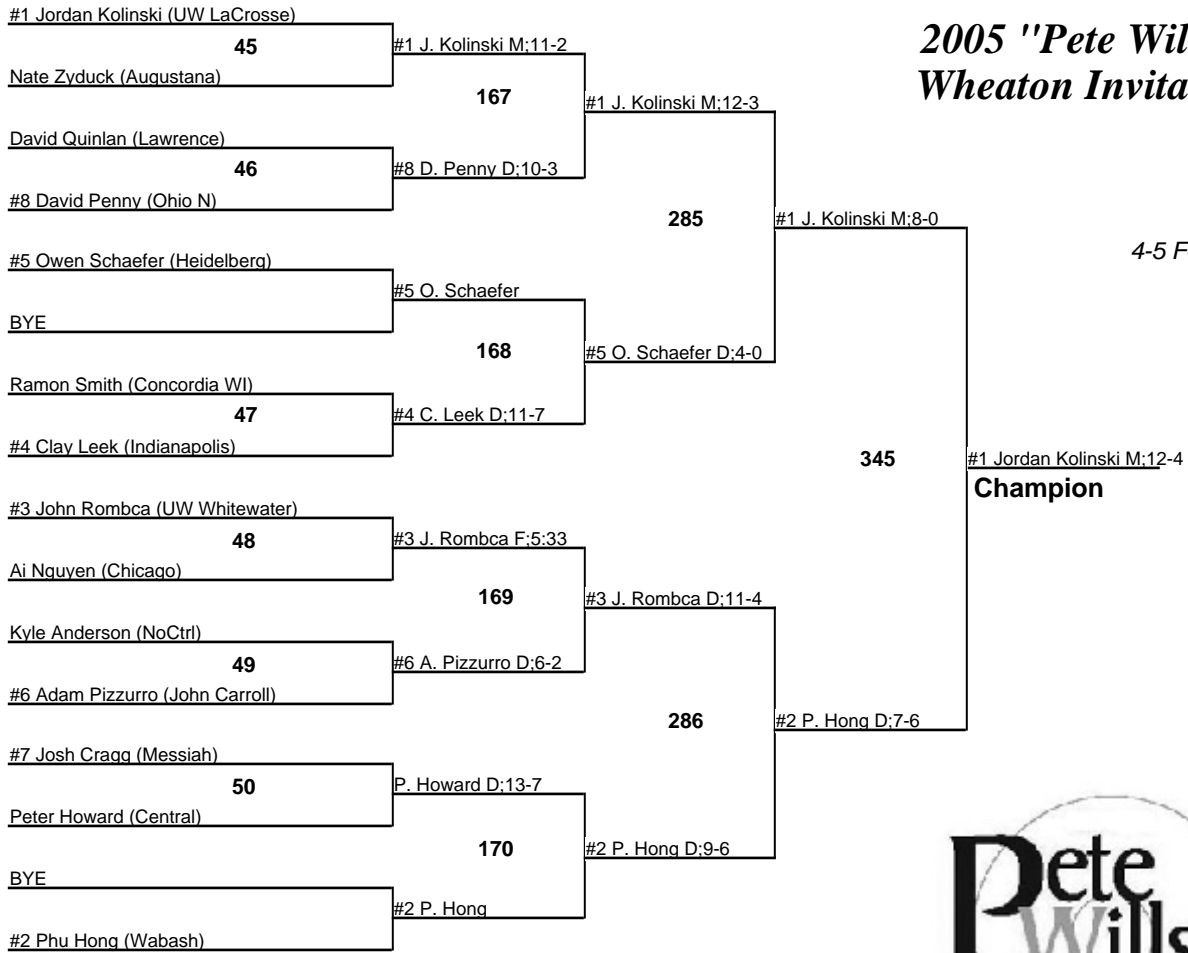 #1 Jordan Kolinski (UW LaCrosse)
45
Nate Zyduck (Augustana)
David Quinlan (Lawrence)
46
#8 David Penny (Ohio N)
#5 Owen Schaefer (Heidelberg)
BYE
Ramon Smith (Concordia WI)
47
#4 Clay Leek (Indianapolis)
#3 John Rombca (UW Whitewater)
48
Ai Nguyen (Chicago)
Kyle Anderson (NoCtrl)
49
#6 Adam Pizzurro (John Carroll)
#7 Josh Cragg (Messiah)
50
Peter Howard (Central)
BYE
#2 Phu Hong (Wabash)
#1 J. Kolinski M;11-2
167
#8 D. Penny D;10-3
#5 O. Schaefer
168
#4 C. Leek D;11-7
#3 J. Rombca F;5:33
169
#6 A. Pizzurro D;6-2
P. Howard D;13-7
170
#2 P. Hong
#1 J. Kolinski M;12-3
285
#5 O. Schaefer D;4-0
#3 J. Rombca D;11-4
286
#2 P. Hong D;9-6
#1 J. Kolinski M;8-0
345
#2 P. Hong D;7-6
#1 Jordan Kolinski M;12-4
Champion
2005 "Pete Wil
Wheaton Invita
4-5 F
Pete
Wills